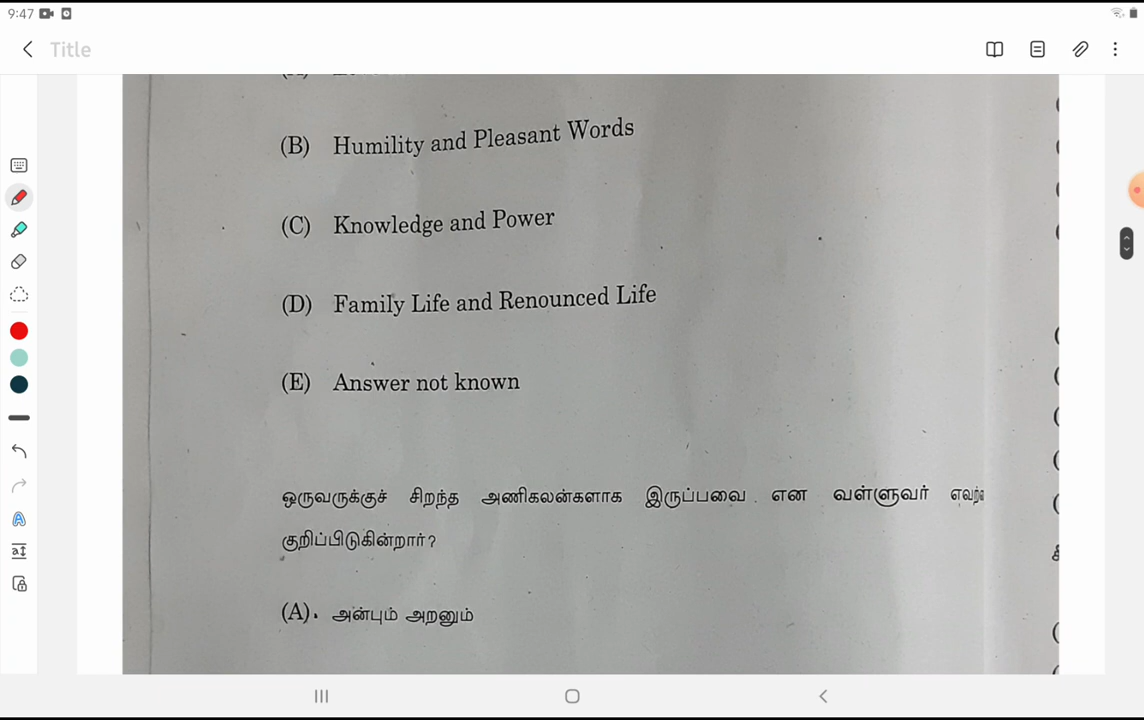 9:47
Title
(B) Humility and Pleasant Words
(C) Knowledge and Power
(D) Family Life and Renounced Life
(E) Answer not known
ஒருவருக்குச் சிறந்த அணிகலன்களாக இருப்பவை என வள்ளுவர்
குறிப்பிடுகின்றார்?
(A). அன்பும் அறனும்